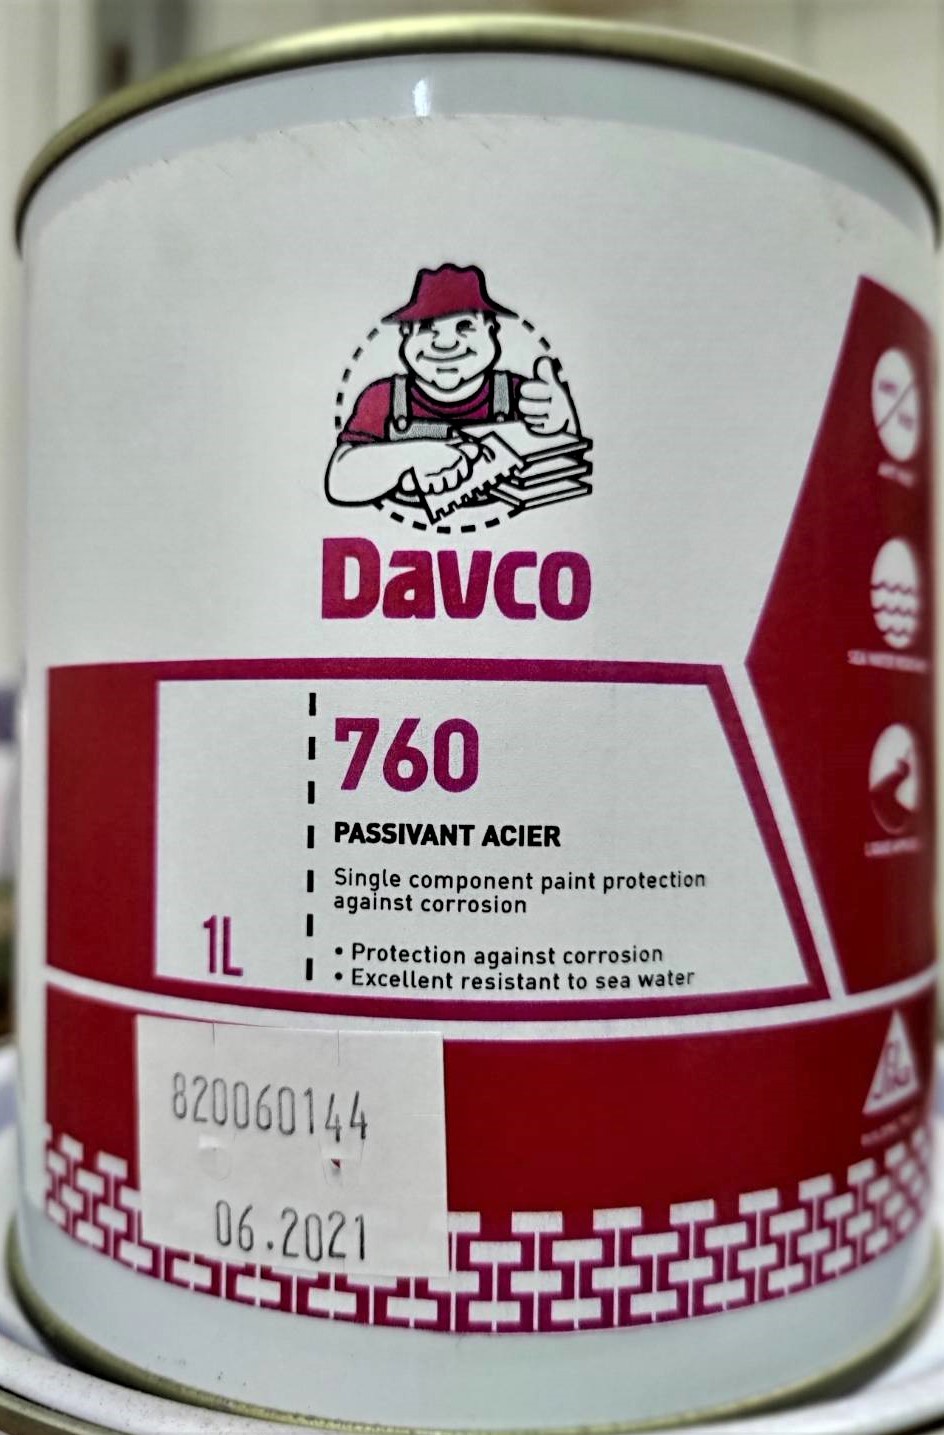 Davco
760
PASSIVANT ACIER
Single component paint protection
against corrosion
• Protection against corrosion
• Excellent resistant to sea water
1L
820060144
06.2021